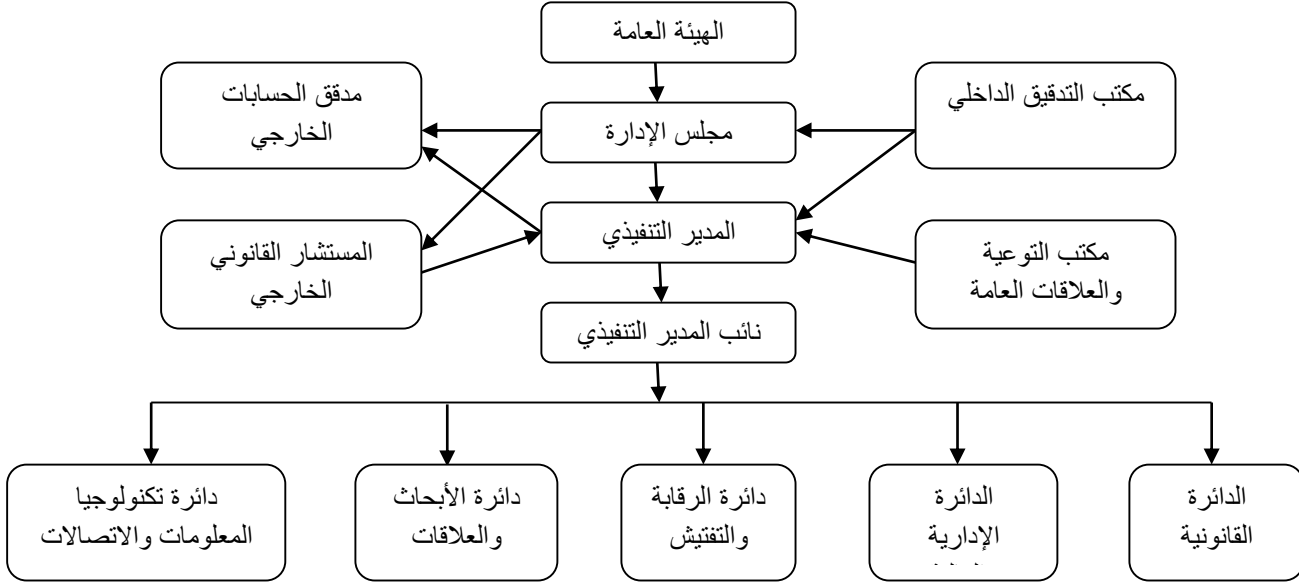 الهيئة العامة
مكتب التدقيق الداخلي
مدقق الحسابات
الخارجي
مجلس الإدارة
المدير التنفيذي
مكتب التوعية
والعلاقات العامة
المستشار القانوني
الخارجي
نائب المدير التنفيذي
الدائرة
القانونية
الدائرة
الإدارية
دائرة الرقابة
والتفتيش
دائرة الأبحاث
والعلاقات
دائرة تكنولوجيا
المعلومات والاتصالات